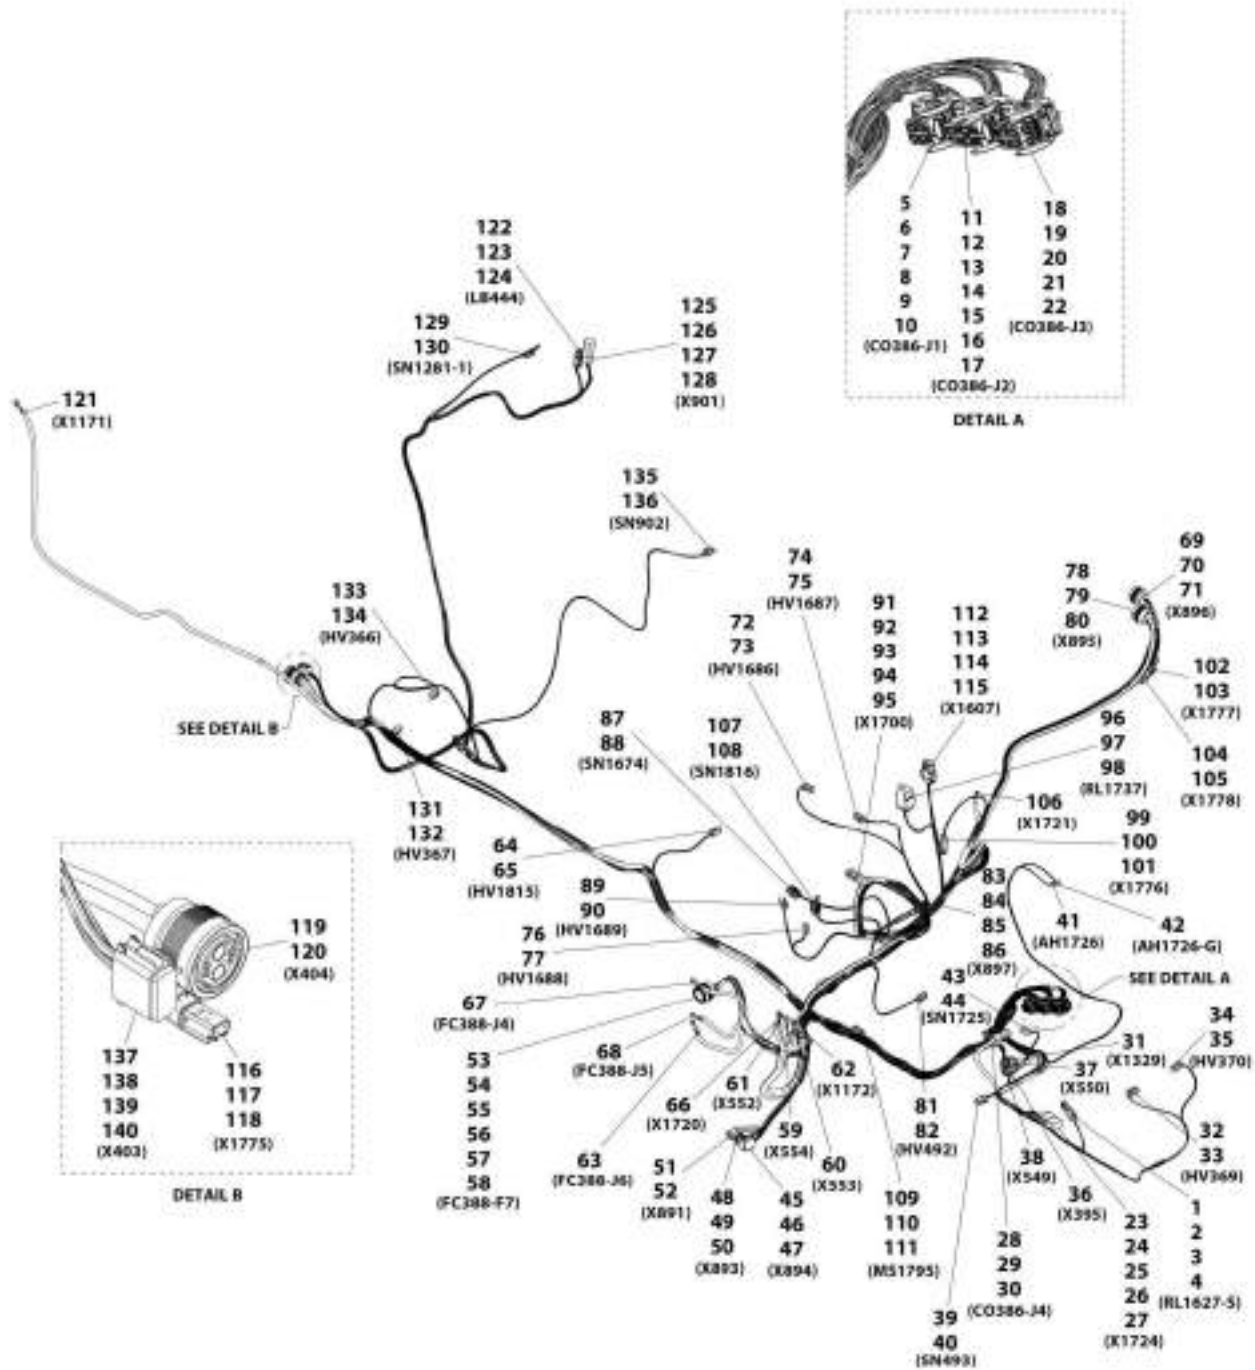 5
6
7
8
9
10
(CO386-J1)
11
12
13
14
15
16
17
(CO386-J2)
18
19
20
21
22
(CO386-J3)
DETAIL A
122
123
124
(LB444)
129
130
(SN1281-1)
125
126
127
128
(X901)
121
(X1171)
135
136
(SN902)
133
134
(HV366)
SEE DETAIL B
131
132
(HV367)
74
75
(HV1687)
72
73
(HV1686)
91
92
93
94
95
(X1700)
112
113
114
115
(X1607)
78
79
80
(X895)
69
70
71
(X896)
102
103
(X1777)
104
105
(X1778)
96
97
98
(RL1737)
106
(X1721)
99
100
101
(X1776)
87
88
(SN1674)
107
108
(SN1816)
64
65
(HV1815)
89
90
(HV1689)
76
77
(HV1688)
83
84
85
86
(X897)
41
(AH1726)
42
(AH1726-G)
SEE DETAIL A
43
44
(SN1725)
34
35
(HV370)
31
(X1329)
37
(X550)
32
33
(HV369)
67
(FC388-J4)
68
(FC388-J5)
53
54
55
56
57
58
(FC388-F7)
63
(FC388-J6)
66
(X1720)
61
(X552)
62
(X1172)
59
(X554)
60
(X553)
81
82
(HV492)
51
52
(X891)
48
49
50
(X893)
45
46
47
(X894)
109
110
111
(MS1795)
38
(X549)
36
(X395)
28
29
30
(CO386-J4)
39
40
(SN493)
23
24
25
26
27
(X1724)
1
2
3
4
(RL1627-5)
119
120
(X404)
137
138
139
140
(X403)
116
117
118
(X1775)
DETAIL B